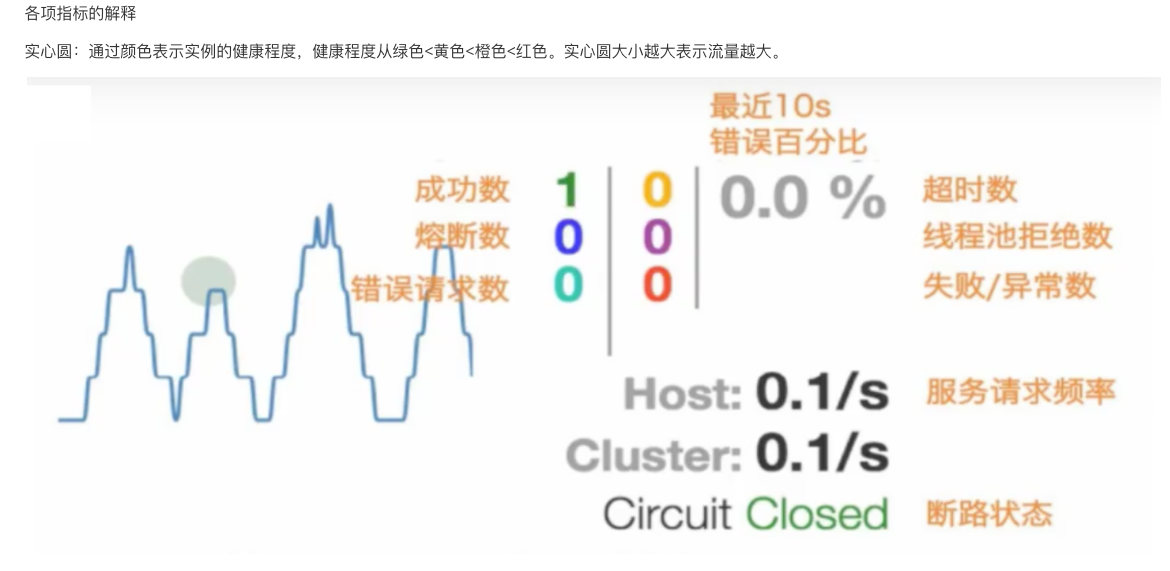 各项指标的解释
实心圆：通过颜色表示实例的健康程度，健康程度从绿色<黄色<橙色<红色。实心圆大小越大表示流量越大。
最近10s
错误百分比
成功数 1 0 0.0 % 超时数
熔断数 0 0 线程池拒绝数
错误请求数 0 0 失败/异常数
Host: 0.1/s 服务请求频率
Cluster: 0.1/s
Circuit Closed 断路状态